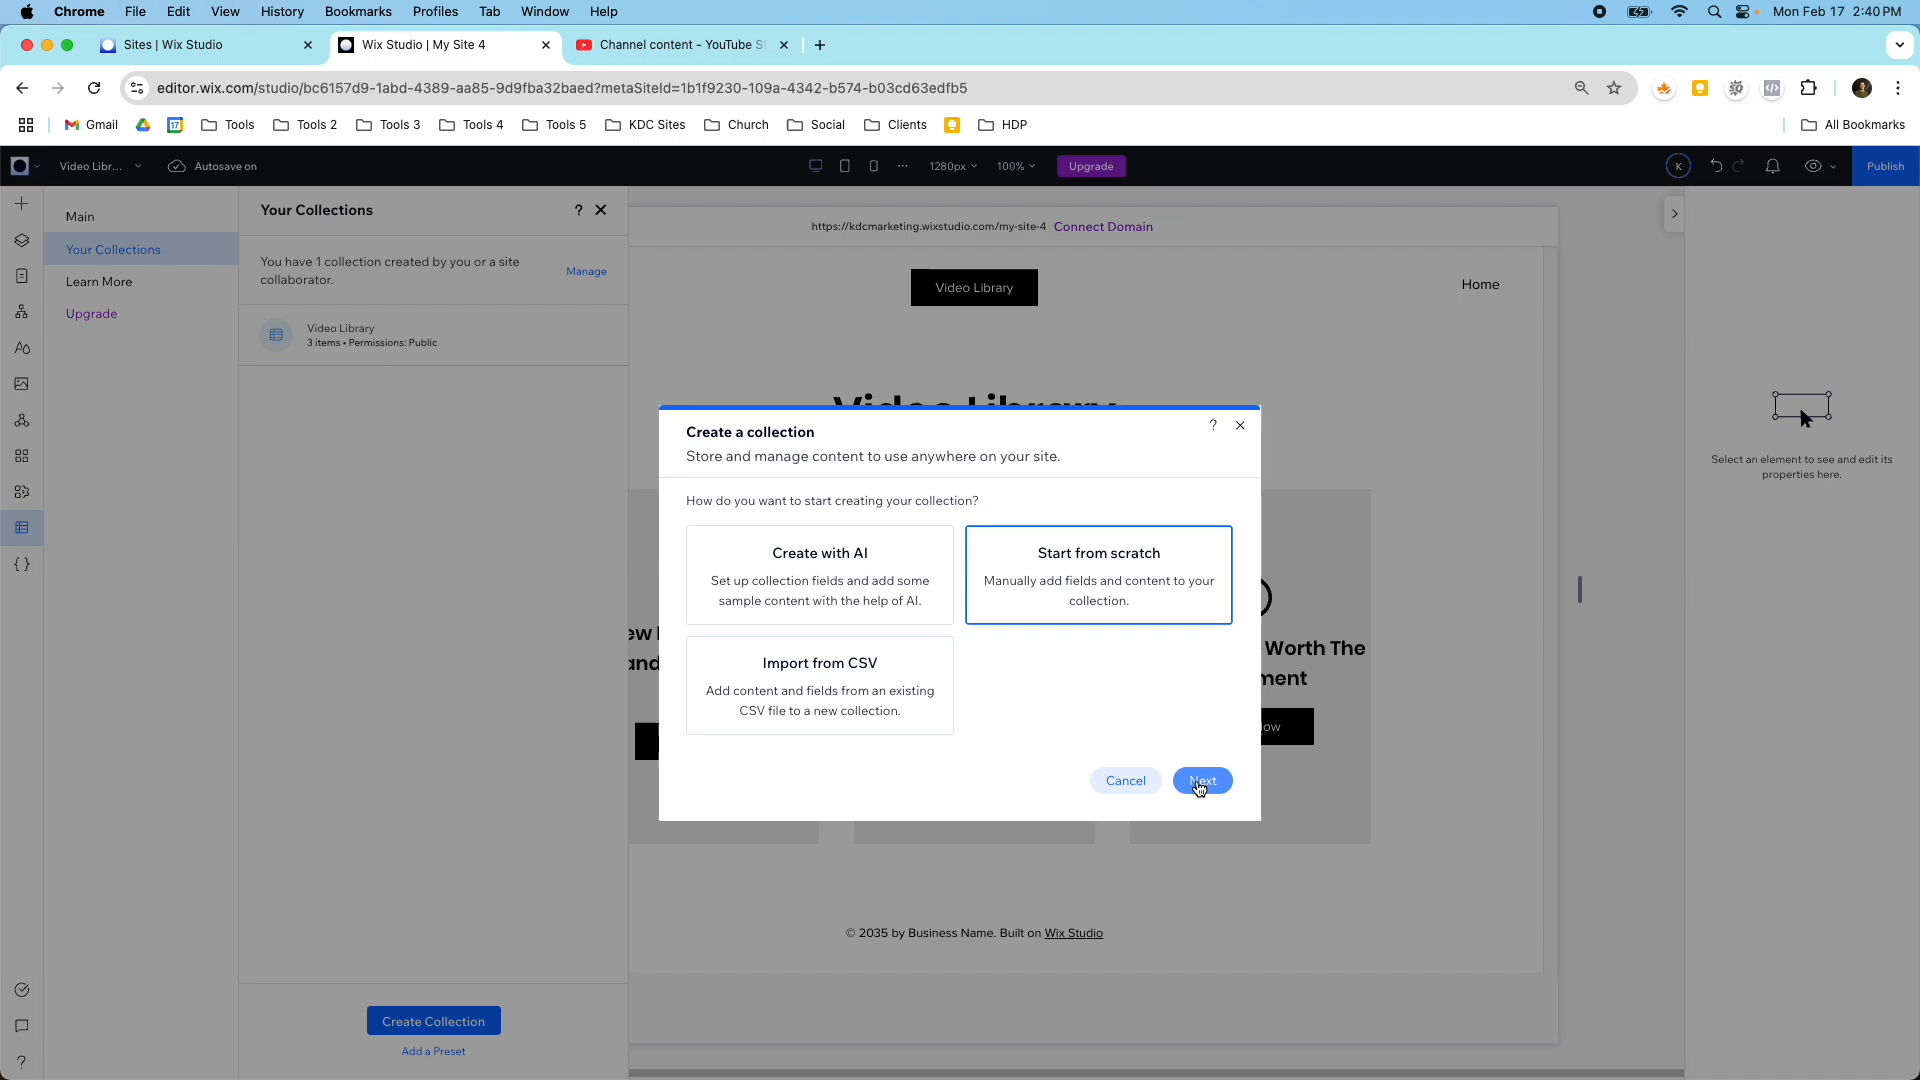 Chrome File Edit View History Bookmarks Profiles Tab Window Help Mon Feb 17 2:40 PM
Sites | Wix Studio Wix Studio | My Site 4 Channel content - YouTube S
editor.wix.com/studio/bc6157d9-1abd-4389-aa85-9d9fba32baed?metaSiteId=1b1f9230-109a-4342-b574-b03cd63edfb5
Gmail Tools Tools 2 Tools 3 Tools 4 Tools 5 KDC Sites Church Social Clients HDP All Bookmarks
Video Libr... Autosave on 1280px 100% Upgrade K Publish
Main
Your Collections
Learn More
Upgrade
Your Collections ?
You have 1 collection created by you or a site
collaborator.
Manage
Video Library
3 items • Permissions: Public
https://kdcmarketing.wixstudio.com/my-site-4 Connect Domain
Video Library
Home
Video Library
Create a collection ?
Store and manage content to use anywhere on your site.
How do you want to start creating your collection?
Create with AI
Set up collection fields and add some
sample content with the help of AI.
Start from scratch
Manually add fields and content to your
collection.
Import from CSV
Add content and fields from an existing
CSV file to a new collection.
Cancel Next
ew
and
Worth The
ment
low
Select an element to see and edit its
properties here.
© 2035 by Business Name. Built on Wix Studio
Create Collection
Add a Preset
?